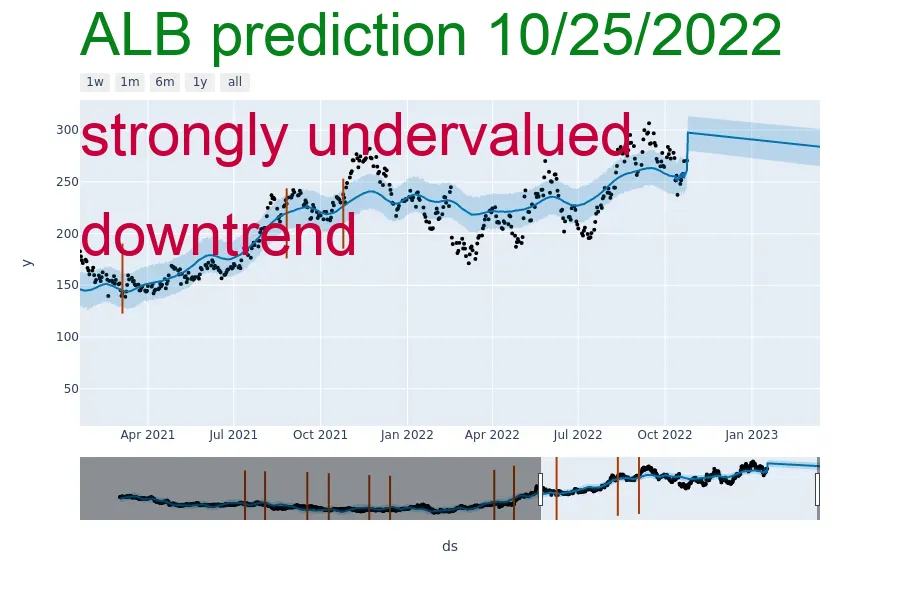 ALB prediction 10/25/2022
1w 1m 6m 1y all
strongly undervalued
downtrend
300
250
200
150
100
50
y
Apr 2021 Jul 2021 Oct 2021 Jan 2022 Apr 2022 Jul 2022 Oct 2022 Jan 2023
ds